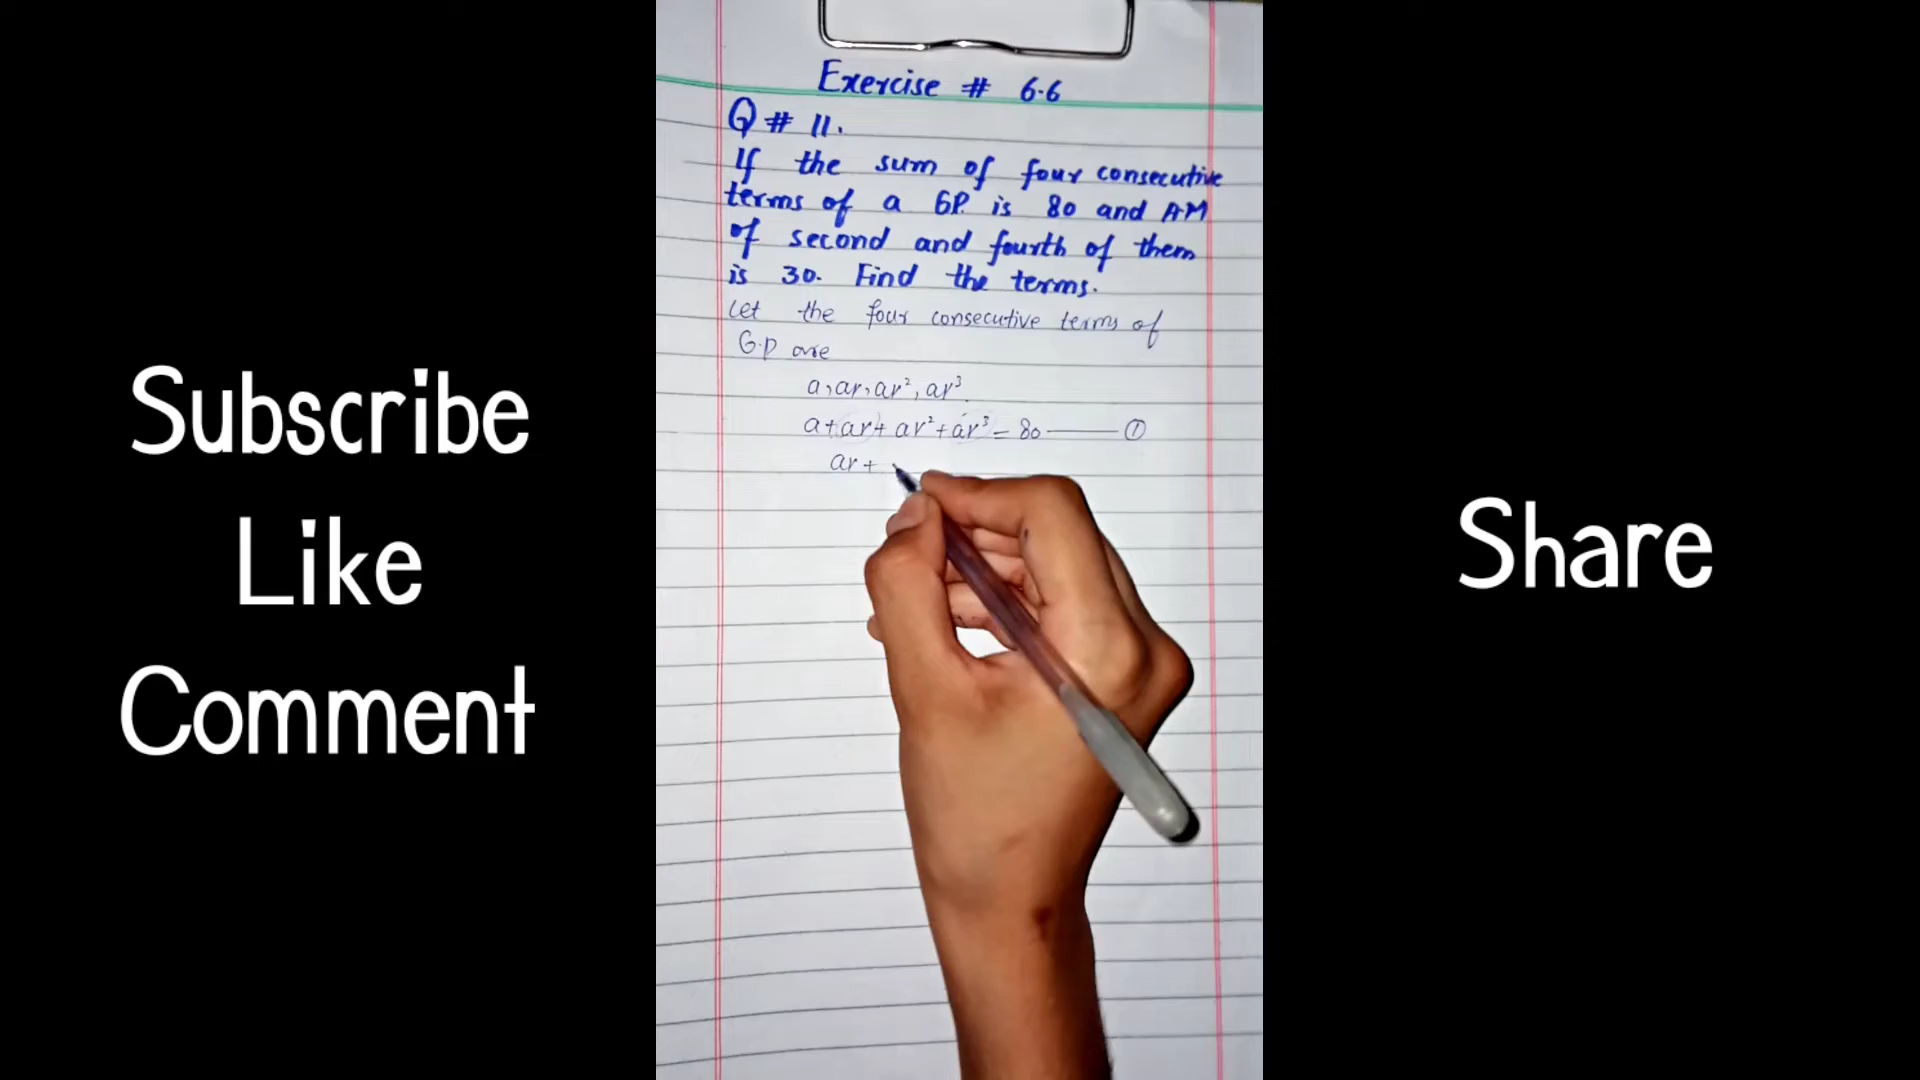 Subscribe
Like
Comment
Exercise # 6.6
Q # 11.
If the sum of four consecutive
terms of a G.P. is 80 and A.M
of second and fourth of them
is 30. Find the terms.
Let the four consecutive terms of
G.P are
a, ar, ar², ar³.
a + ar + ar² + ar³ = 80 —— ①
ar +
Share